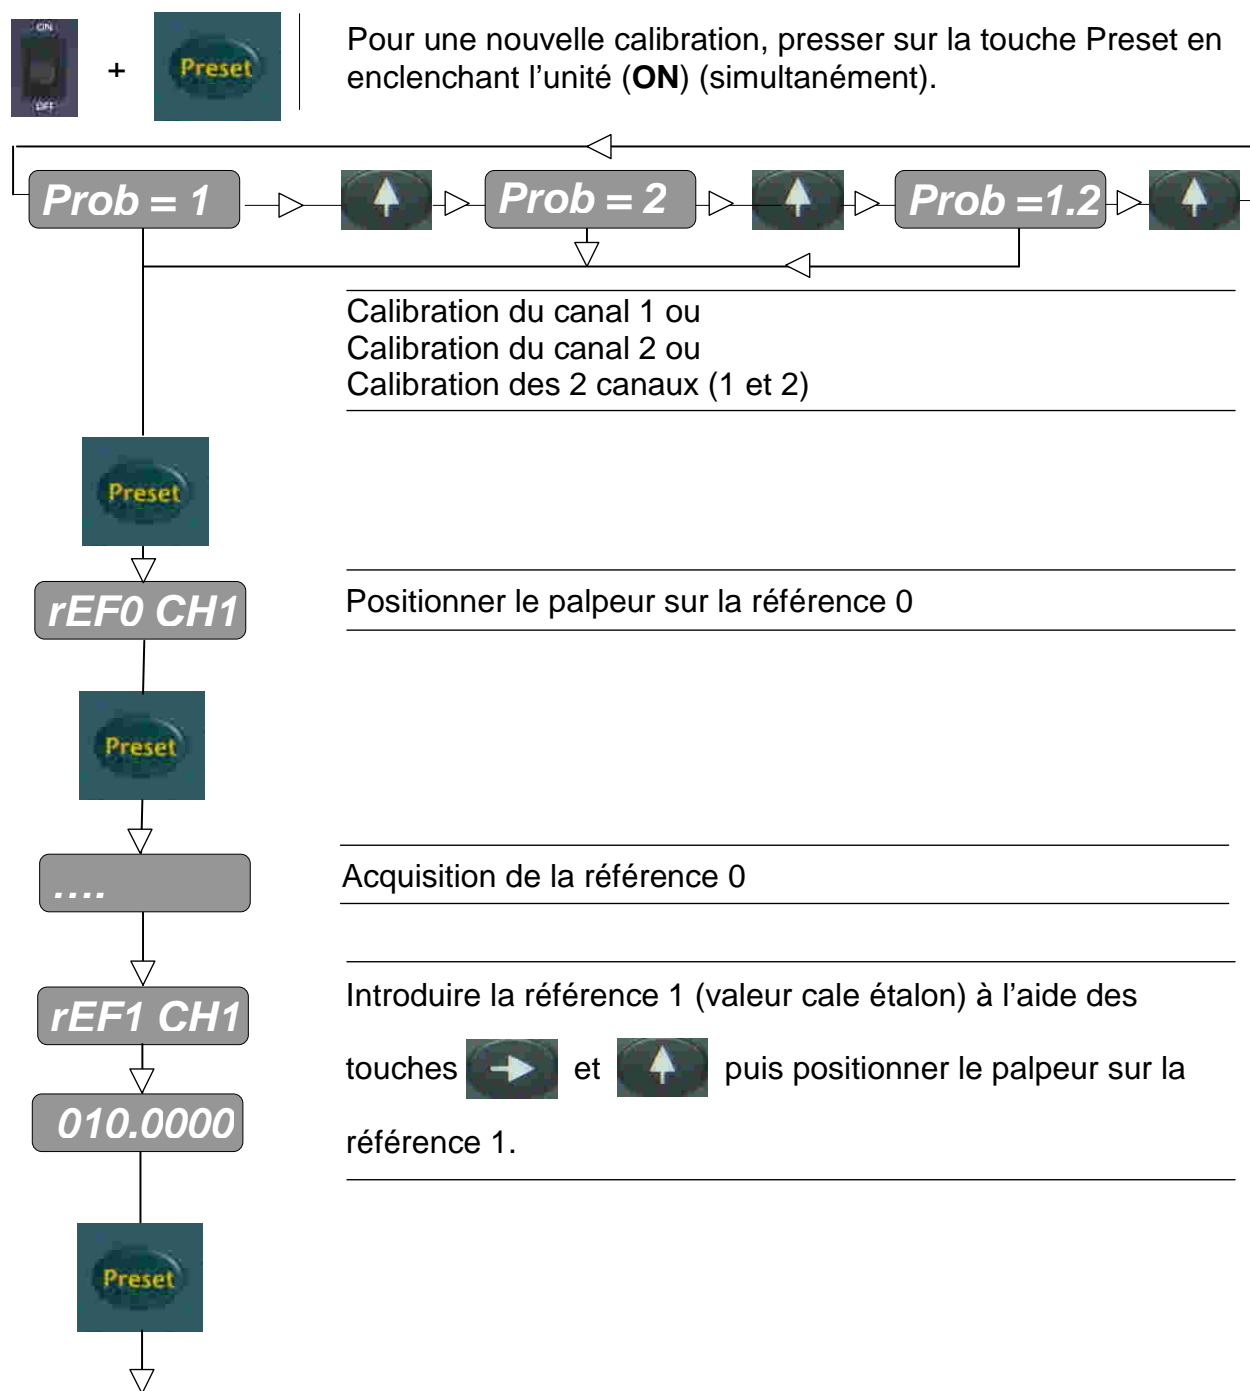 ON
OFF
+
Preset
Pour une nouvelle calibration, presser sur la touche Preset en
enclenchant l'unité (ON) (simultanément).
Prob = 1
Prob = 2
Prob =1.2
Calibration du canal 1 ou
Calibration du canal 2 ou
Calibration des 2 canaux (1 et 2)
Preset
rEF0 CH1
Positionner le palpeur sur la référence 0
Preset
....
Acquisition de la référence 0
rEF1 CH1
Introduire la référence 1 (valeur cale étalon) à l'aide des
touches et puis positionner le palpeur sur la
010.0000
référence 1.
Preset